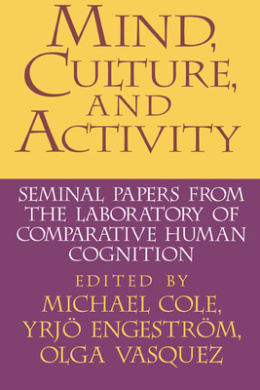 MIND,
CULTURE,
AND
ACTIVITY
SEMINAL PAPERS FROM
THE LABORATORY OF
COMPARATIVE HUMAN
COGNITION
EDITED BY
MICHAEL COLE,
YRJÖ ENGESTRÖM,
OLGA VASQUEZ